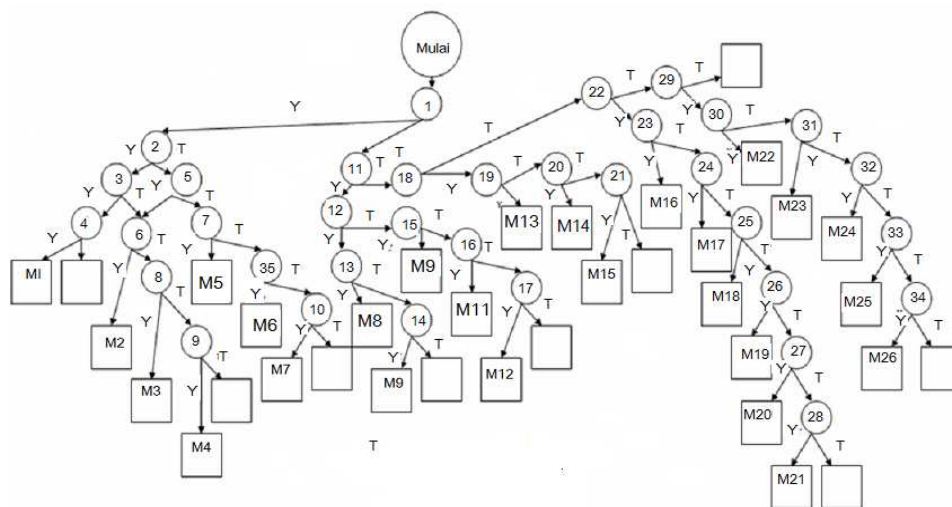 Mulai
1
Y
T
2
Y T
3
5
Y T Y T
4
6
7
Y
MI
T
Y
M2
8
Y T
M3
9
Y T
M4
Y T
M5
35
Y
M6
10
Y T
M7
11
T T
12
Y T
13
Y T
M8
14
Y T
M9
15
Y T
M9
16
Y T
M11
17
Y T
M12
18
T
Y
19
T
M13
20
Y T
M14
21
Y T
M15
22
T
Y
23
T
Y
M16
24
Y T
M17
25
T
Y
M18
26
Y T
M19
27
Y T
M20
28
Y T
M21
29
T
Y
30
T
Y
M22
31
Y T
M23
32
Y T
M24
33
Y T
M25
34
Y T
M26
T